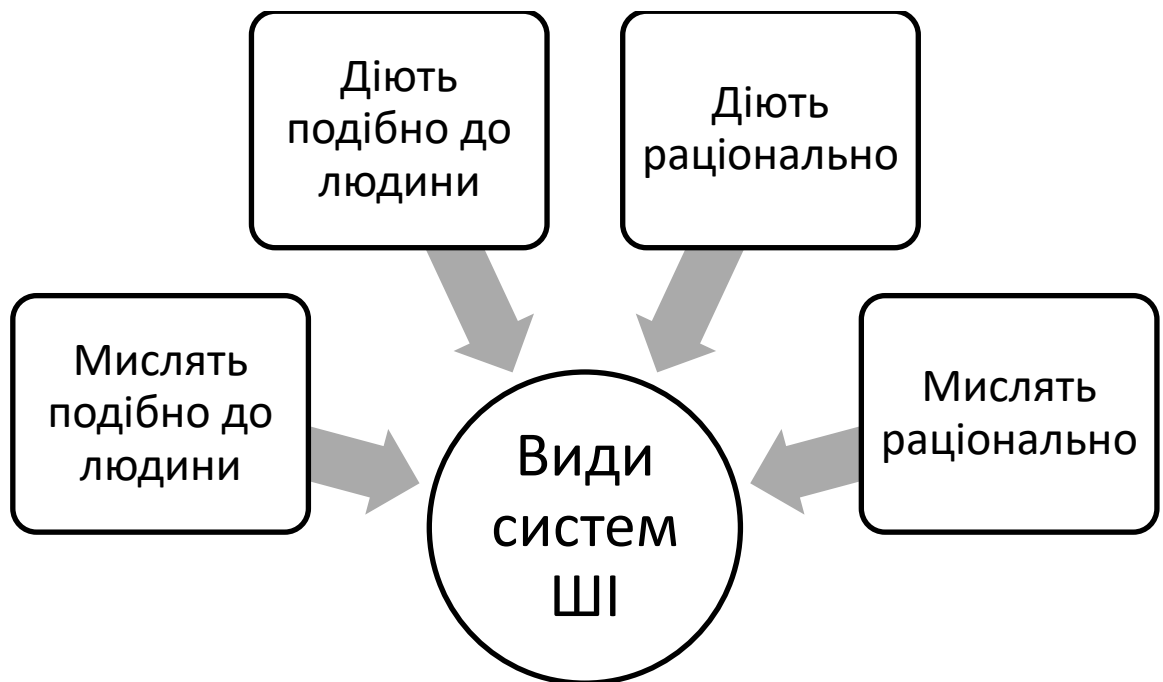 Діють
подібно до
людини
Діють
раціонально
Мислять
подібно до
людини
Мислять
раціонально
Види
систем
ШІ